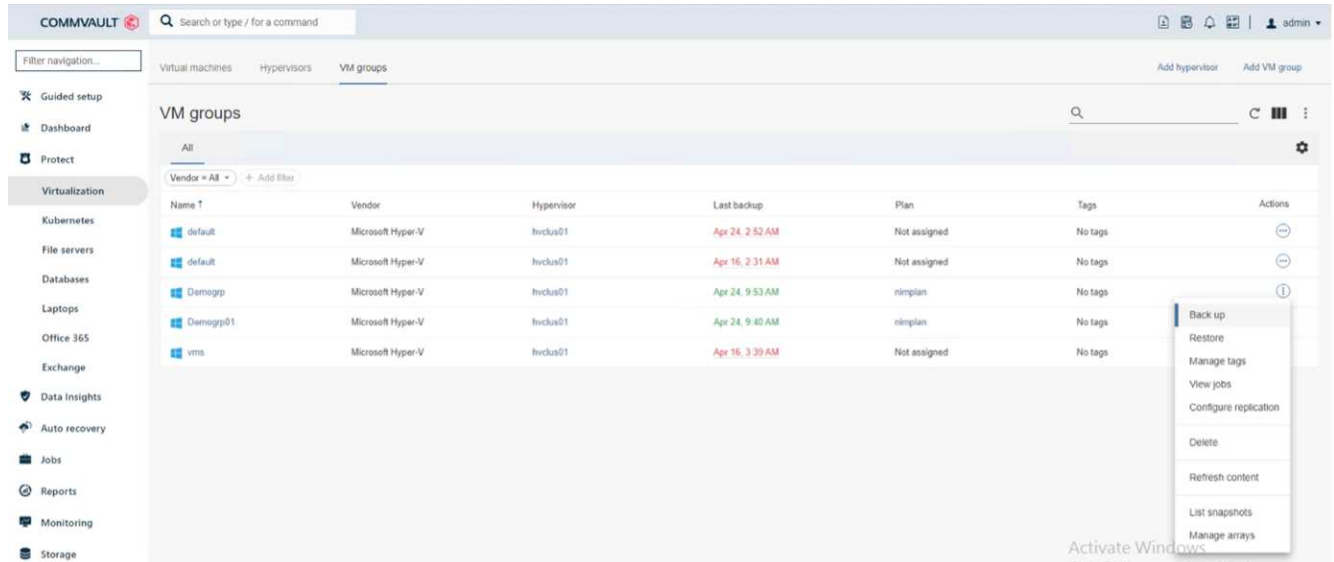 COMMVAULT Search or type / for a command admin
Filter navigation...
Virtual machines Hypervisors VM groups Add hypervisor Add VM group
Guided setup
Dashboard
Protect
Virtualization
Kubernetes
File servers
Databases
Laptops
Office 365
Exchange
Data Insights
Auto recovery
Jobs
Reports
Monitoring
Storage
VM groups
All
Vendor = All + Add filter
Name ↑ Vendor Hypervisor Last backup Plan Tags Actions
default Microsoft Hyper-V hvclus01 Apr 24, 2:52 AM Not assigned No tags
default Microsoft Hyper-V hvclus01 Apr 16, 2:31 AM Not assigned No tags
Demogrp Microsoft Hyper-V hvclus01 Apr 24, 9:53 AM nimplan No tags
Demogrp01 Microsoft Hyper-V hvclus01 Apr 24, 9:40 AM nimplan No tags
vms Microsoft Hyper-V hvclus01 Apr 16, 3:39 AM Not assigned No tags
Back up
Restore
Manage tags
View jobs
Configure replication
Delete
Refresh content
List snapshots
Manage arrays
Activate Windows